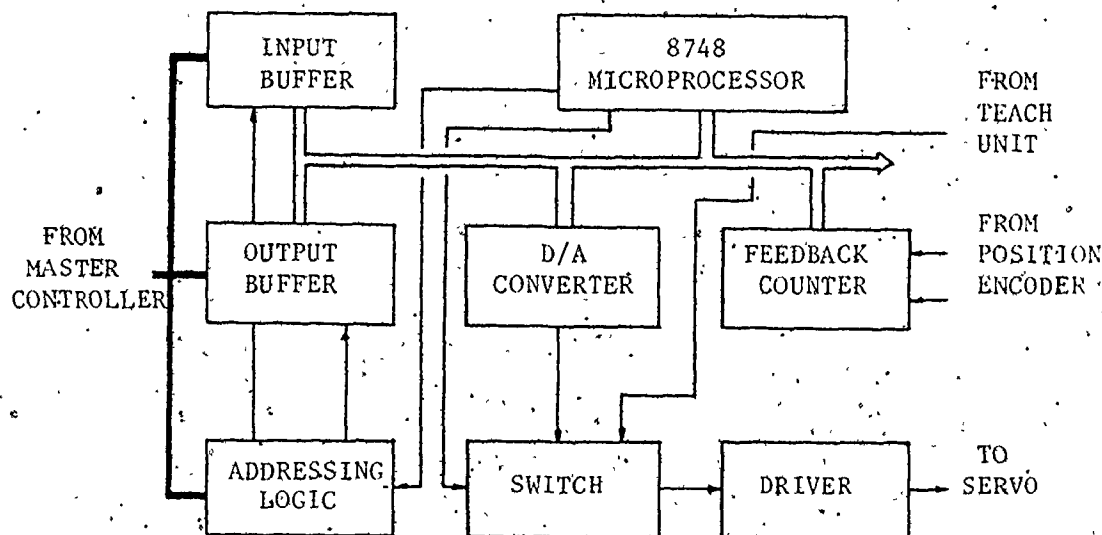 INPUT
BUFFER
8748
MICROPROCESSOR
FROM
TEACH
UNIT
FROM
MASTER
CONTROLLER
OUTPUT
BUFFER
D/A
CONVERTER
FEEDBACK
COUNTER
FROM
POSITION
ENCODER
ADDRESSING
LOGIC
SWITCH
DRIVER
TO
SERVO